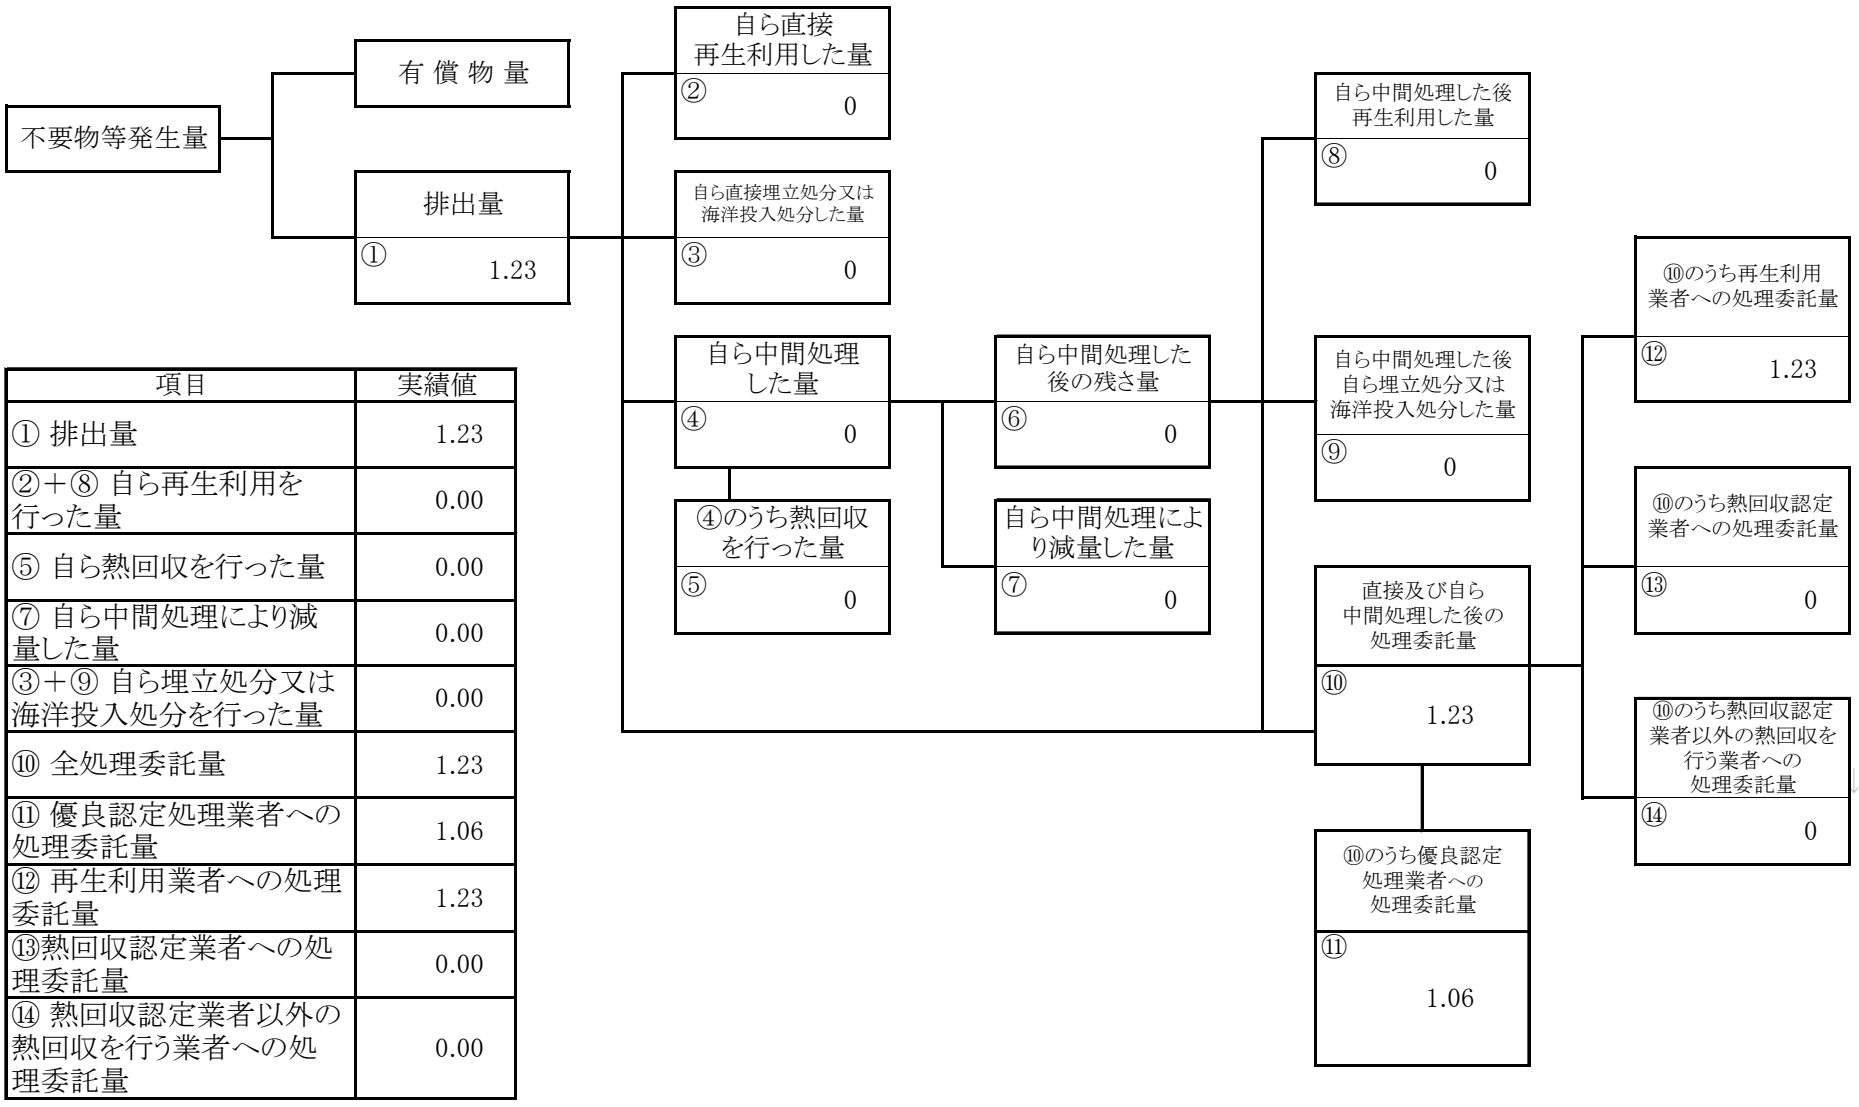 不要物等発生量
有 償 物 量
排出量
①
1.23
自ら直接
再生利用した量
②
0
自ら直接埋立処分又は
海洋投入処分した量
③
0
自ら中間処理
した量
④
0
④のうち熱回収
を行った量
⑤
0
自ら中間処理した
後の残さ量
⑥
0
自ら中間処理によ
り減量した量
⑦
0
自ら中間処理した後
再生利用した量
⑧
0
自ら中間処理した後
自ら埋立処分又は
海洋投入処分した量
⑨
0
直接及び自ら
中間処理した後の
処理委託量
⑩
1.23
⑩のうち優良認定
処理業者への
処理委託量
⑪
1.06
⑩のうち再生利用
業者への処理委託量
⑫
1.23
⑩のうち熱回収認定
業者への処理委託量
⑬
0
⑩のうち熱回収認定
業者以外の熱回収を
行う業者への
処理委託量
⑭
0
↓
項目 実績値
① 排出量 1.23
②＋⑧ 自ら再生利用を
行った量 0.00
⑤ 自ら熱回収を行った量 0.00
⑦ 自ら中間処理により減
量した量 0.00
③＋⑨ 自ら埋立処分又は
海洋投入処分を行った量 0.00
⑩ 全処理委託量 1.23
⑪ 優良認定処理業者への
処理委託量 1.06
⑫ 再生利用業者への処理
委託量 1.23
⑬熱回収認定業者への処
理委託量 0.00
⑭ 熱回収認定業者以外の
熱回収を行う業者への処
理委託量 0.00